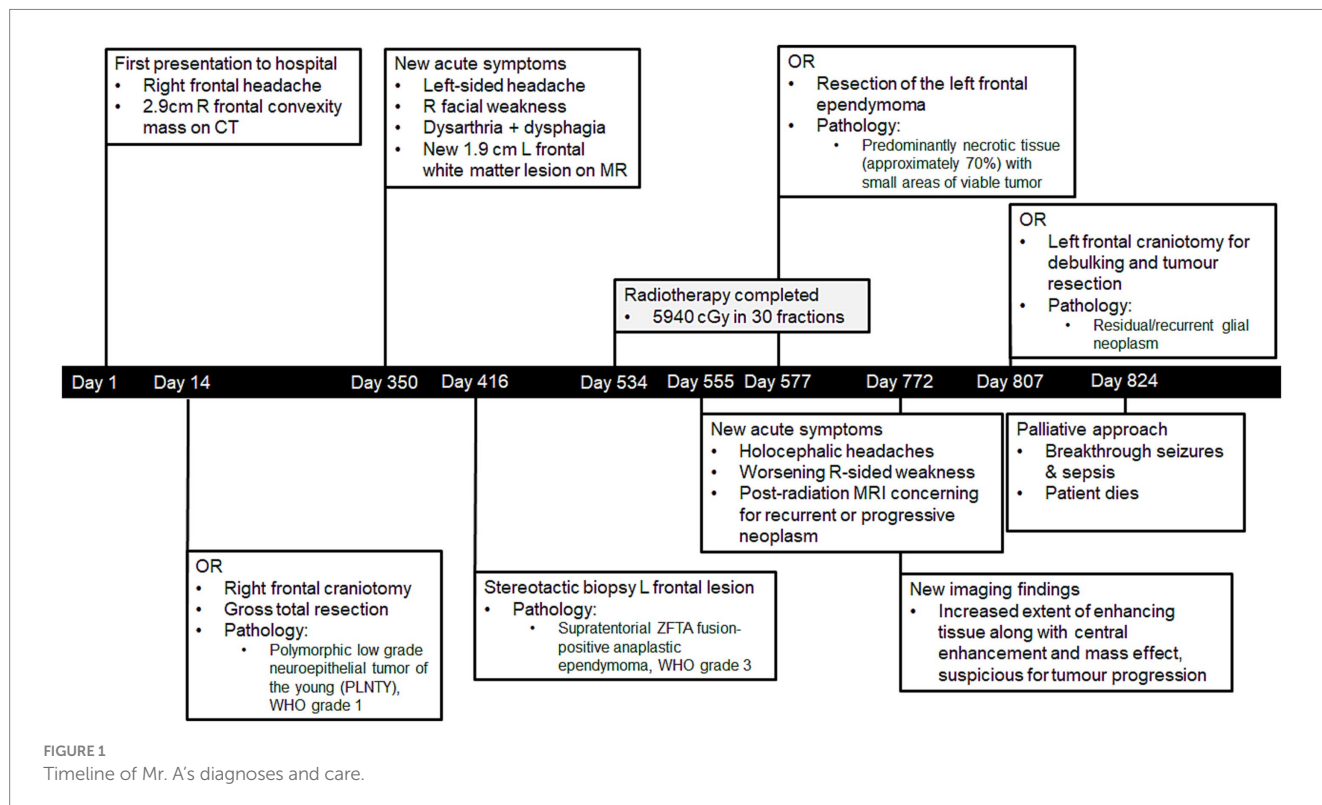 First presentation to hospital
• Right frontal headache
• 2.9cm R frontal convexity
mass on CT
New acute symptoms
• Left-sided headache
• R facial weakness
• Dysarthria + dysphagia
• New 1.9 cm L frontal
white matter lesion on MR
OR
• Resection of the left frontal
ependymoma
• Pathology:
• Predominantly necrotic tissue
(approximately 70%) with
small areas of viable tumor
OR
• Left frontal craniotomy for
debulking and tumour
resection
• Pathology:
• Residual/recurrent glial
neoplasm
Radiotherapy completed
• 5940 cGy in 30 fractions
Day 1 Day 14 Day 350 Day 416 Day 534 Day 555 Day 577 Day 772 Day 807 Day 824
OR
• Right frontal craniotomy
• Gross total resection
• Pathology:
• Polymorphic low grade
neuroepithelial tumor of
the young (PLNTY),
WHO grade 1
Stereotactic biopsy L frontal lesion
• Pathology:
• Supratentorial ZFTA fusion-
positive anaplastic
ependymoma, WHO grade 3
New acute symptoms
• Holocephalic headaches
• Worsening R-sided weakness
• Post-radiation MRI concerning
for recurrent or progressive
neoplasm
New imaging findings
• Increased extent of enhancing
tissue along with central
enhancement and mass effect,
suspicious for tumour progression
Palliative approach
• Breakthrough seizures
& sepsis
• Patient dies
FIGURE 1
Timeline of Mr. A's diagnoses and care.